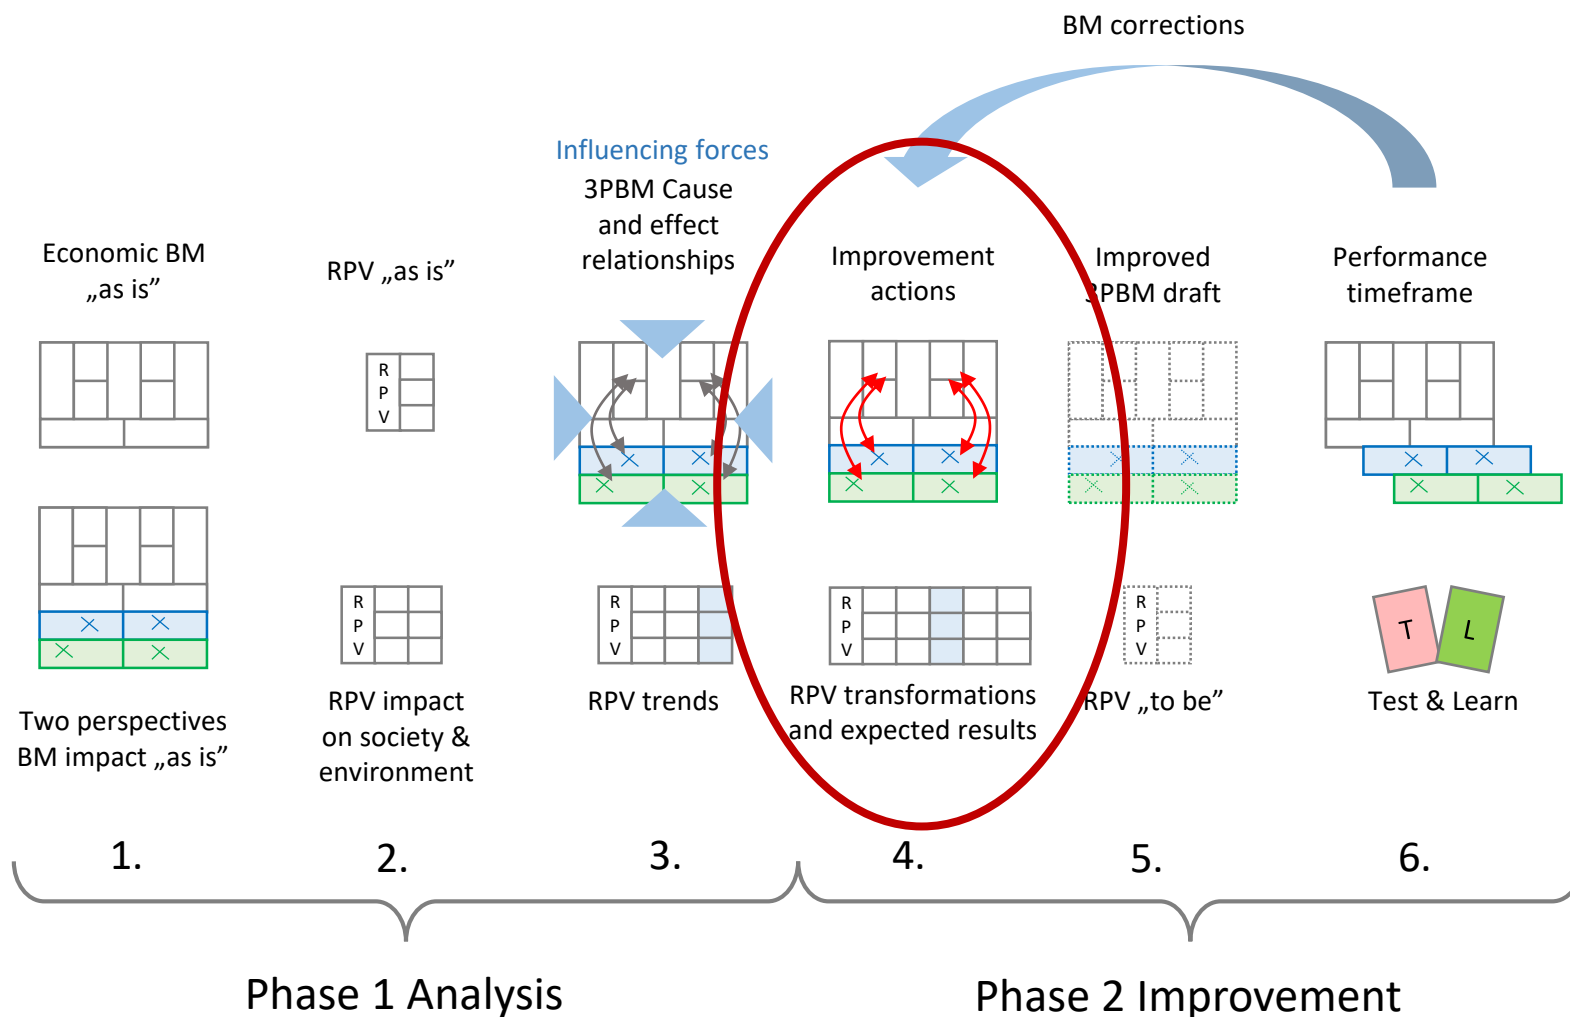 BM corrections
Influencing forces
3PBM Cause
and effect
relationships
Economic BM
„as is”
RPV „as is”
Improvement
actions
Improved
3PBM draft
Performance
timeframe
R
P
V
R
P
V
R
P
V
R
P
V
R
P
V
T
L
Two perspectives
BM impact „as is”
RPV impact
on society &
environment
RPV trends
RPV transformations
and expected results
RPV „to be”
Test & Learn
1.
2.
3.
4.
5.
6.
Phase 1 Analysis
Phase 2 Improvement